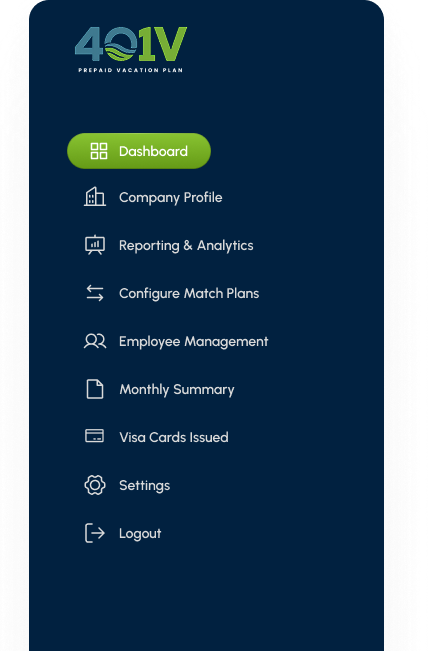 401V
PREPAID VACATION PLAN
Dashboard
Company Profile
Reporting & Analytics
Configure Match Plans
Employee Management
Monthly Summary
Visa Cards Issued
Settings
Logout